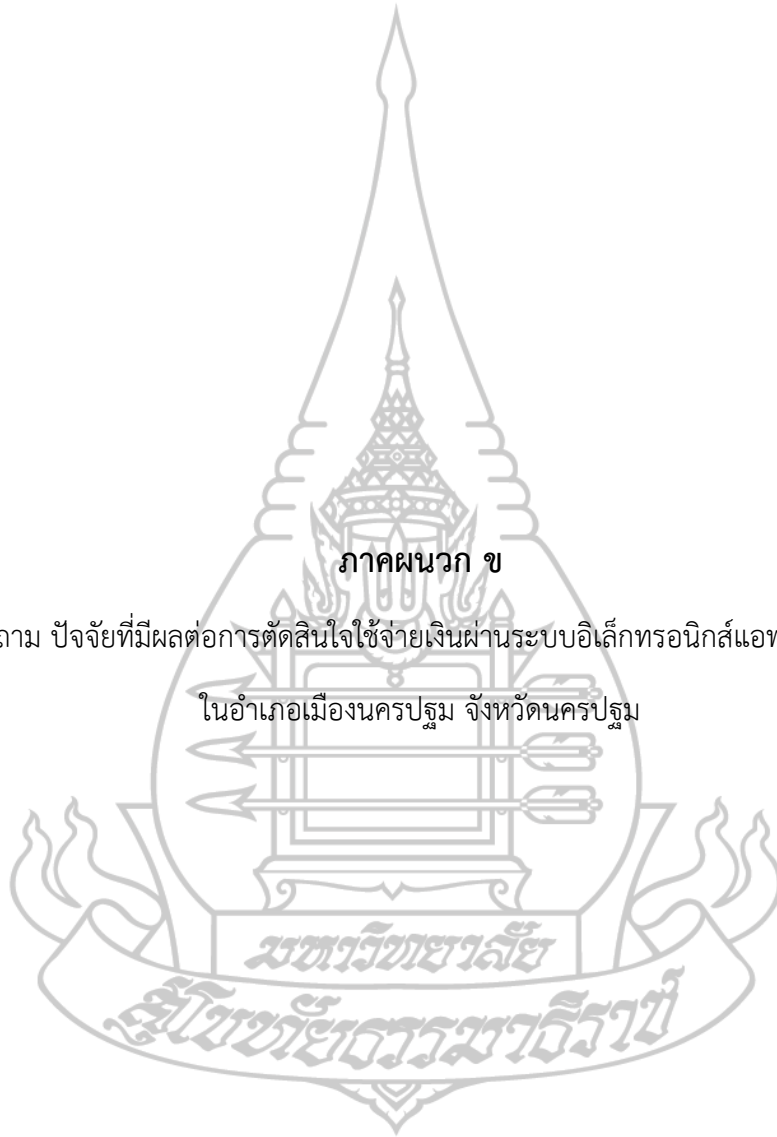 ภาคผนวก ข
ถาม ปัจจัยที่มีผลต่อการตัดสินใจใช้จ่ายเงินผ่านระบบอิเล็กทรอนิกส์แอพ
ในอำเภอเมืองนครปฐม จังหวัดนครปฐม
มหาวิทยาลัย
สุโขทัยธรรมาธิราช